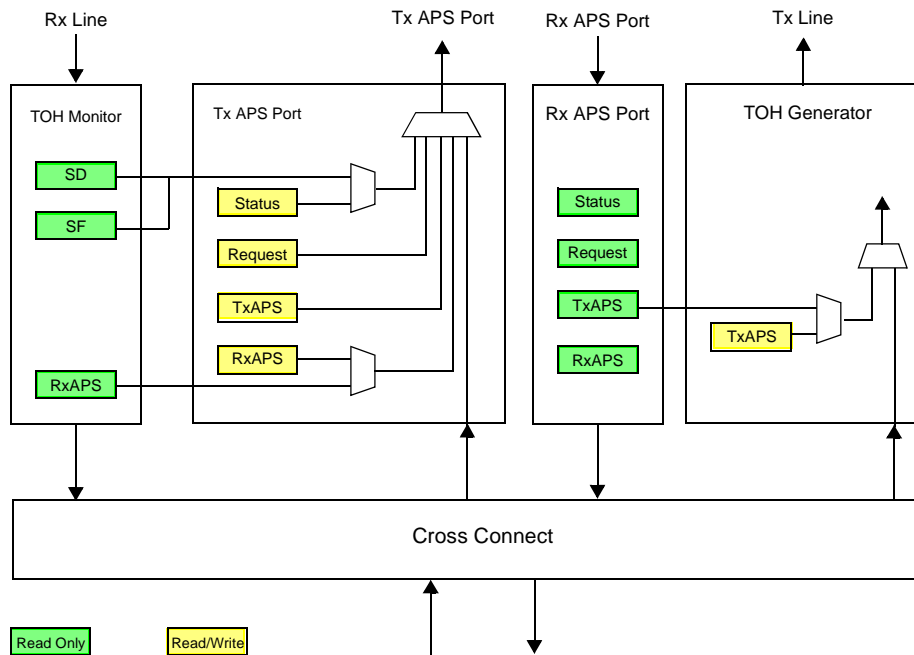 Rx Line
Tx APS Port
Rx APS Port
Tx Line
TOH Monitor
Tx APS Port
Rx APS Port
TOH Generator
SD
SF
RxAPS
Status
Request
TxAPS
RxAPS
Status
Request
TxAPS
RxAPS
TxAPS
Cross Connect
Read Only
Read/Write